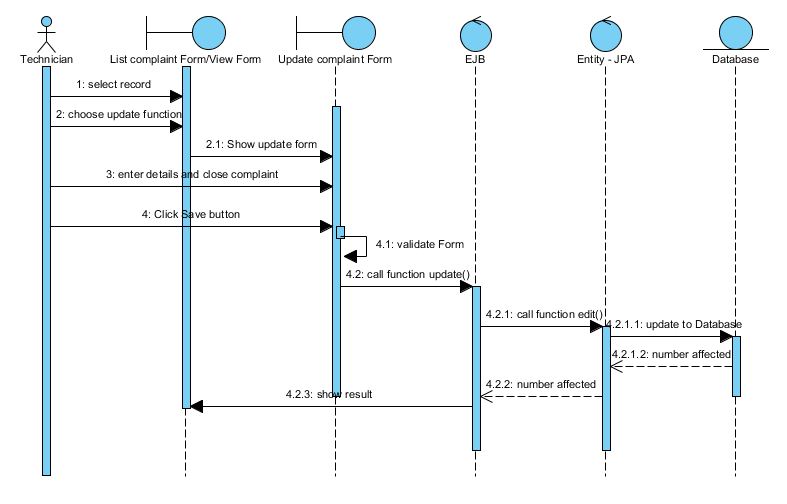 Technician
List complaint Form/View Form
Update complaint Form
EJB
Entity - JPA
Database
1: select record
2: choose update function
2.1: Show update form
3: enter details and close complaint
4: Click Save button
4.1: validate Form
4.2: call function update()
4.2.1: call function edit()
4.2.1.1: update to Database
4.2.1.2: number affected
4.2.2: number affected
4.2.3: show result